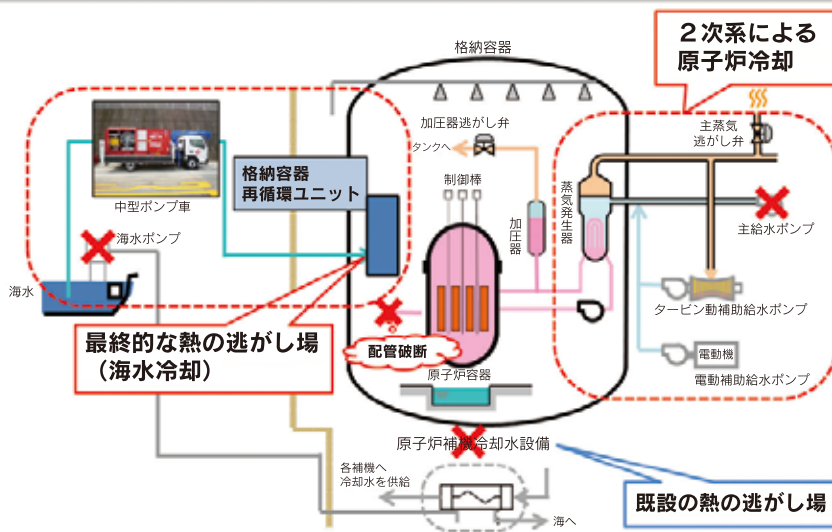 ２次系による
原子炉冷却
格納容器
加圧器逃がし弁
タンクへ
主蒸気
逃がし弁
中型ポンプ車
格納容器
再循環ユニット
制御棒
加圧器
蒸気発生器
主給水ポンプ
海水ポンプ
海水
タービン動補助給水ポンプ
最終的な熱の逃がし場
（海水冷却）
配管破断
電動機
原子炉容器
電動補助給水ポンプ
原子炉補機冷却水設備
各補機へ
冷却水を供給
既設の熱の逃がし場
海へ